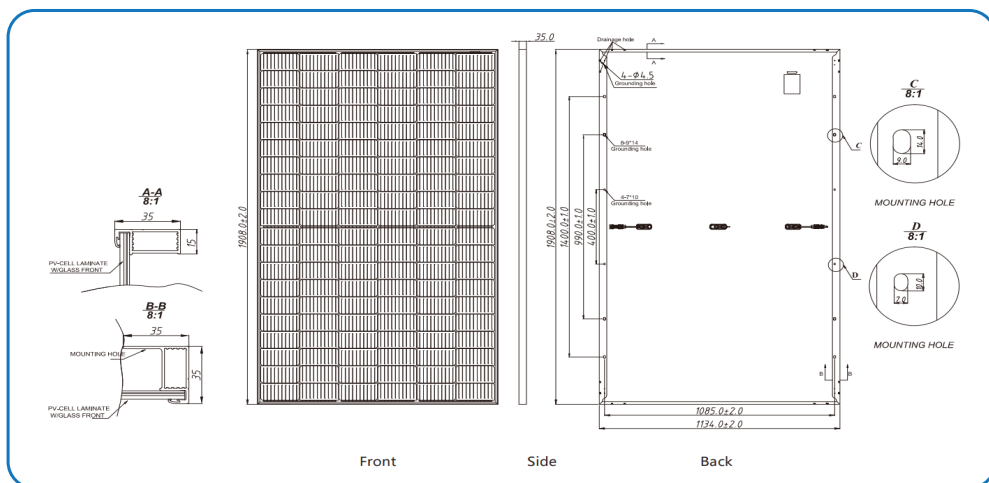 35.0
Drainage hole
A
A
4-Φ4.5
Grounding hole
C
8:1
14.0
9.0
C
MOUNTING HOLE
8-9*14
Grounding hole
A-A
8:1
35
15
PV-CELL LAMINATE
W/GLASS FRONT
1908.0±2.0
1908.0±2.0
1400.0±1.0
990.0±1.0
400.0±1.0
Grounding hole
D
D
8:1
10.0
7.0
MOUNTING HOLE
B-B
8:1
35
MOUNTING HOLE
35
PV-CELL LAMINATE
W/GLASS FRONT
B
B
1085.0±2.0
1134.0±2.0
Front
Side
Back